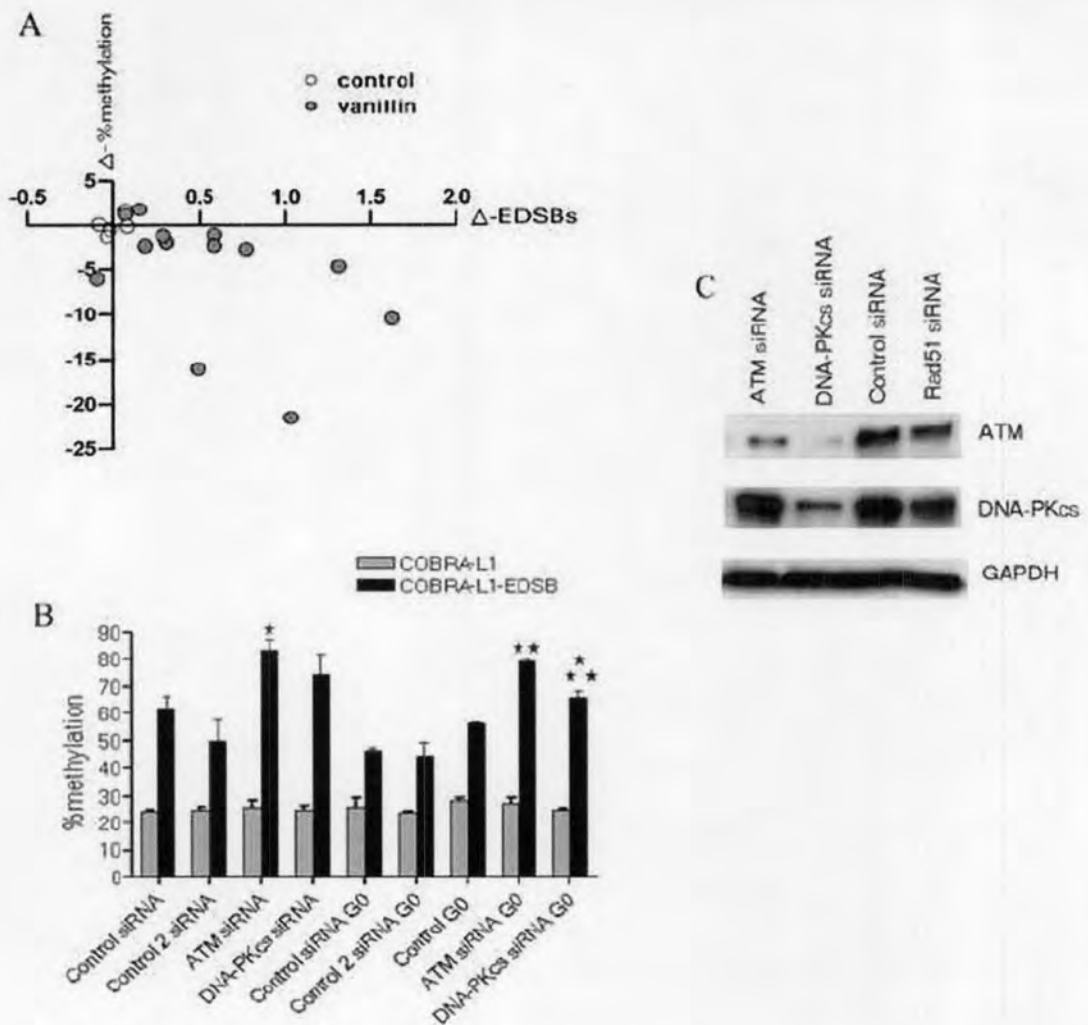 A
Δ-%methylation
control
vanillin
5
-0.5
0.5
1.0
1.5
2.0
0
Δ-EDSBs
-5
-10
-15
-20
-25
C
ATM siRNA
DNA-PKcs siRNA
Control siRNA
Rad51 siRNA
ATM
DNA-PKcs
GAPDH
COBRA-L1
COBRA-L1-EDSB
B
%methylation
90
80
70
60
50
40
30
20
10
0
★
★★
★
★★
Control siRNA
Control 2 siRNA
ATM siRNA
DNA-PKcs siRNA
Control siRNA G0
Control 2 siRNA G0
Control G0
ATM siRNA G0
DNA-PKcs siRNA G0